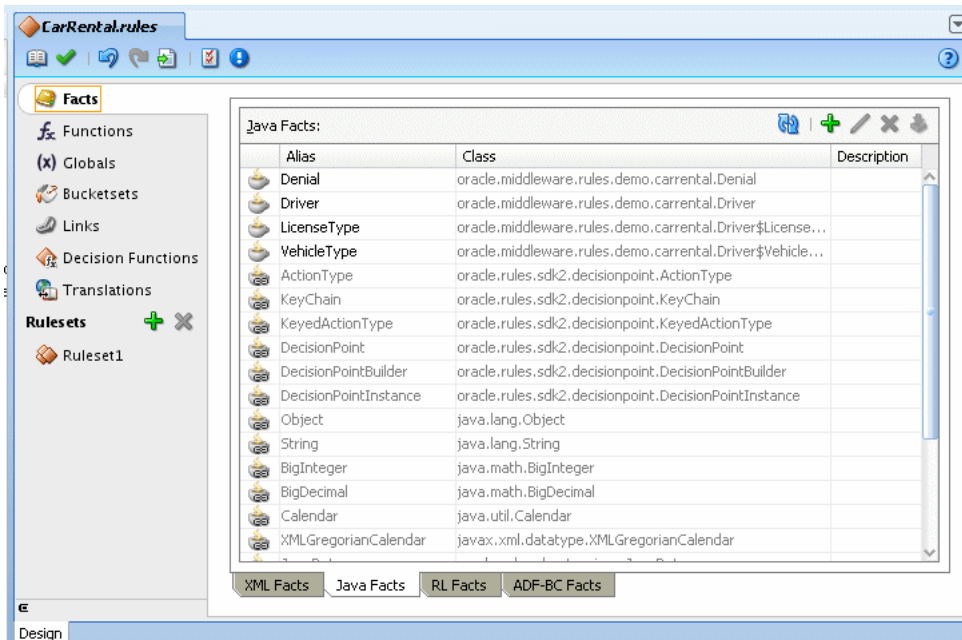 CarRental.rules
Facts
Functions
(x) Globals
Bucketsets
Links
Decision Functions
Translations
Rulesets
Ruleset1
Java Facts:
Alias Class Description
Denial oracle.middleware.rules.demo.carrental.Denial
Driver oracle.middleware.rules.demo.carrental.Driver
LicenseType oracle.middleware.rules.demo.carrental.Driver$License...
VehicleType oracle.middleware.rules.demo.carrental.Driver$Vehicle...
ActionType oracle.rules.sdk2.decisionpoint.ActionType
KeyChain oracle.rules.sdk2.decisionpoint.KeyChain
KeyedActionType oracle.rules.sdk2.decisionpoint.KeyedActionType
DecisionPoint oracle.rules.sdk2.decisionpoint.DecisionPoint
DecisionPointBuilder oracle.rules.sdk2.decisionpoint.DecisionPointBuilder
DecisionPointInstance oracle.rules.sdk2.decisionpoint.DecisionPointInstance
Object java.lang.Object
String java.lang.String
BigInteger java.math.BigInteger
BigDecimal java.math.BigDecimal
Calendar java.util.Calendar
XMLGregorianCalendar javax.xml.datatype.XMLGregorianCalendar
XML Facts Java Facts RL Facts ADF-BC Facts
Design